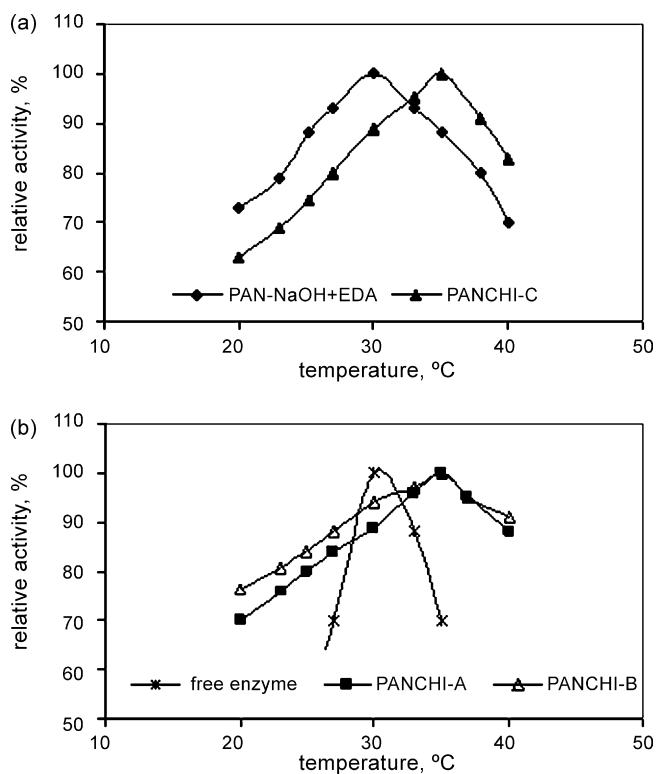 (a)
110
100
90
80
70
60
50
relative activity, %
PAN-NaOH+EDA
PANCHI-C
10 20 30 40 50
temperature, ºC
(b)
110
100
90
80
70
60
50
relative activity, %
free enzyme
PANCHI-A
PANCHI-B
10 20 30 40 50
temperature, ºC